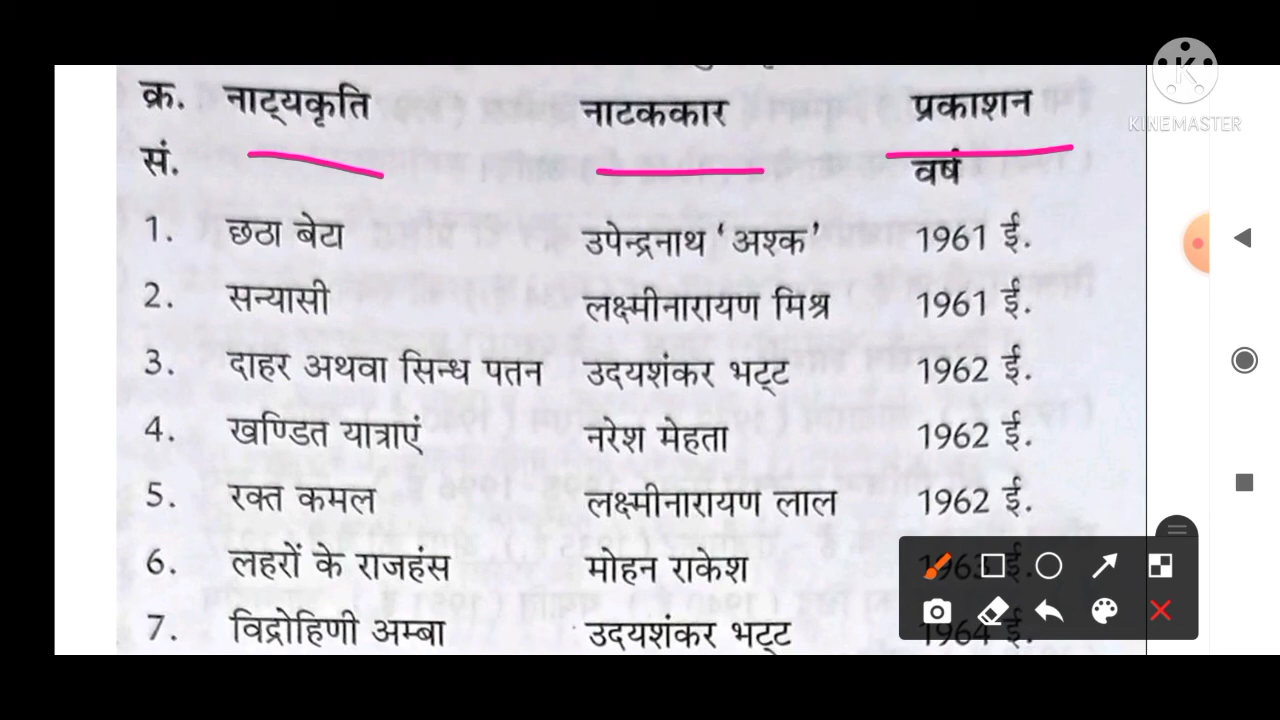 क्र. नाट्यकृति नाटककार प्रकाशन
सं. वर्ष
1. छठा बेटा उपेन्द्रनाथ ‘अश्क’ 1961 ई.
2. सन्यासी लक्ष्मीनारायण मिश्र 1961 ई.
3. दाहर अथवा सिन्ध पतन उदयशंकर भट्ट 1962 ई.
4. खण्डित यात्राएं नरेश मेहता 1962 ई.
5. रक्त कमल लक्ष्मीनारायण लाल 1962 ई.
6. लहरों के राजहंस मोहन राकेश 1963 ई.
7. विद्रोहिणी अम्बा उदयशंकर भट्ट 1964 ई.
K
KINEMASTER